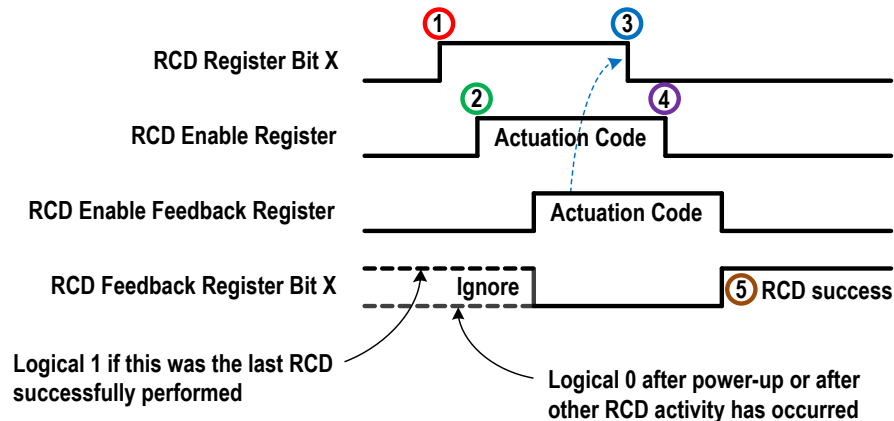 1
3
RCD Register Bit X
2
4
RCD Enable Register
Actuation Code
RCD Enable Feedback Register
Actuation Code
RCD Feedback Register Bit X
Ignore
5 RCD success
Logical 1 if this was the last RCD
successfully performed
Logical 0 after power-up or after
other RCD activity has occurred